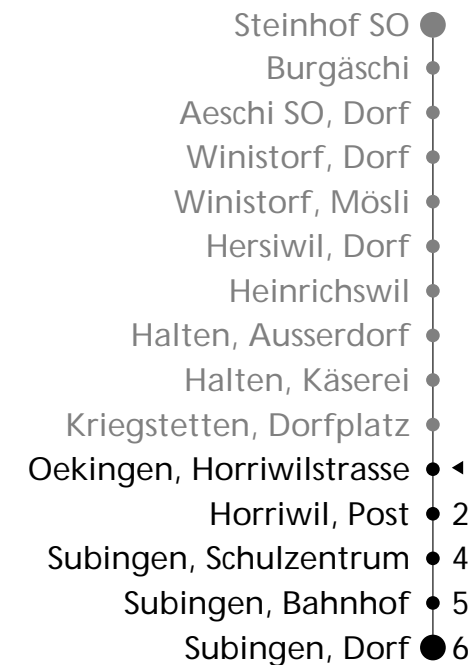 Steinhof SO
Burgäschi
Aeschi SO, Dorf
Winistorf, Dorf
Winistorf, Mösli
Hersiwil, Dorf
Heinrichswil
Halten, Ausserdorf
Halten, Käserei
Kriegstetten, Dorfplatz
Oekingen, Horriwilstrasse
Horriwil, Post 2
Subingen, Schulzentrum 4
Subingen, Bahnhof 5
Subingen, Dorf 6